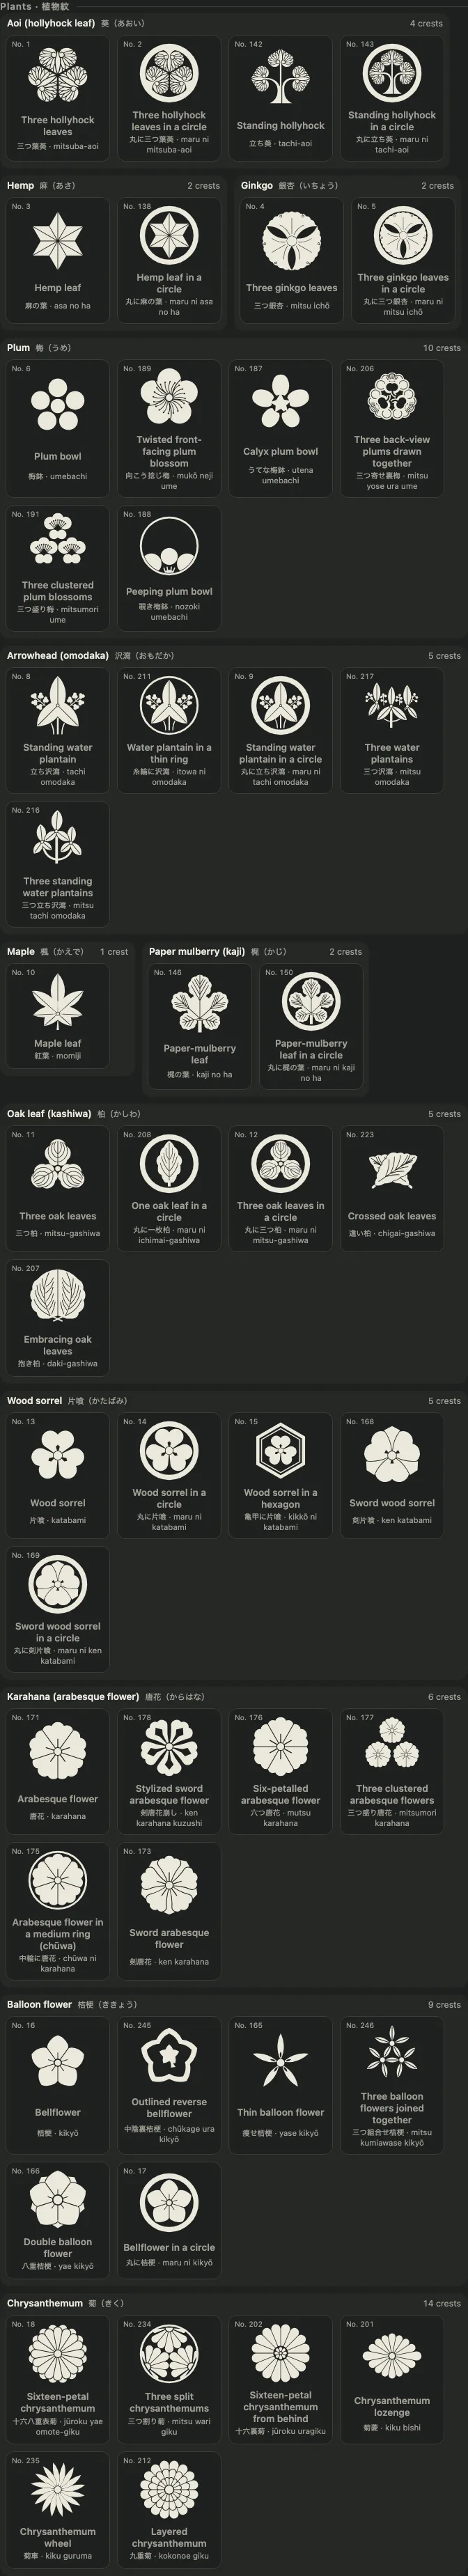 Plants · 植物紋
Aoi (hollyhock leaf) 葵（あおい） 4 crests
No. 1
Three hollyhock
leaves
三つ葉葵 · mitsuba-aoi
No. 2
Three hollyhock
leaves in a circle
丸に三つ葉葵 · maru ni
mitsuba-aoi
No. 142
Standing hollyhock
立ち葵 · tachi-aoi
No. 143
Standing hollyhock
in a circle
丸に立ち葵 · maru ni
tachi-aoi
Hemp 麻（あさ） 2 crests
No. 3
Hemp leaf
麻の葉 · asa no ha
No. 138
Hemp leaf in a
circle
丸に麻の葉 · maru ni asa
no ha
Ginkgo 銀杏（いちょう） 2 crests
No. 4
Three ginkgo leaves
三つ銀杏 · mitsu ichō
No. 5
Three ginkgo leaves
in a circle
丸に三つ銀杏 · maru ni
mitsu ichō
Plum 梅（うめ） 10 crests
No. 6
Plum bowl
梅鉢 · umebachi
No. 189
Twisted front-
facing plum
blossom
向こう捻じ梅 · mukō neji
ume
No. 187
Calyx plum bowl
うてな梅鉢 · utena
umebachi
No. 206
Three back-view
plums drawn
together
三つ寄せ裏梅 · mitsu
yose ura ume
No. 191
Three clustered
plum blossoms
三つ盛り梅 · mitsumori
ume
No. 188
Peeping plum bowl
覗き梅鉢 · nozoki
umebachi
Arrowhead (omodaka) 沢瀉（おもだか） 5 crests
No. 8
Standing water
plantain
立ち沢瀉 · tachi
omodaka
No. 211
Water plantain in a
thin ring
糸輪に沢瀉 · itowa ni
omodaka
No. 9
Standing water
plantain in a circle
丸に立ち沢瀉 · maru ni
tachi omodaka
No. 217
Three water
plantains
三つ沢瀉 · mitsu
omodaka
No. 216
Three standing
water plantains
三つ立ち沢瀉 · mitsu
tachi omodaka
Maple 楓（かえで） 1 crest
No. 10
Maple leaf
紅葉 · momiji
Paper mulberry (kaji) 梶（かじ） 2 crests
No. 146
Paper-mulberry
leaf
梶の葉 · kaji no ha
No. 150
Paper-mulberry
leaf in a circle
丸に梶の葉 · maru ni kaji
no ha
Oak leaf (kashiwa) 柏（かしわ） 5 crests
No. 11
Three oak leaves
三つ柏 · mitsu-gashiwa
No. 208
One oak leaf in a
circle
丸に一枚柏 · maru ni
ichimai-gashiwa
No. 12
Three oak leaves in
a circle
丸に三つ柏 · maru ni
mitsu-gashiwa
No. 223
Crossed oak leaves
違い柏 · chigai-gashiwa
No. 207
Embracing oak
leaves
抱き柏 · daki-gashiwa
Wood sorrel 片喰（かたばみ） 5 crests
No. 13
Wood sorrel
片喰 · katabami
No. 14
Wood sorrel in a
circle
丸に片喰 · maru ni
katabami
No. 15
Wood sorrel in a
hexagon
亀甲に片喰 · kikkō ni
katabami
No. 168
Sword wood sorrel
剣片喰 · ken katabami
No. 169
Sword wood sorrel
in a circle
丸に剣片喰 · maru ni ken
katabami
Karahana (arabesque flower) 唐花（からはな） 6 crests
No. 171
Arabesque flower
唐花 · karahana
No. 178
Stylized sword
arabesque flower
剣唐花崩し · ken
karahana kuzushi
No. 176
Six-petalled
arabesque flower
六つ唐花 · mutsu
karahana
No. 177
Three clustered
arabesque flowers
三つ盛り唐花 · mitsumori
karahana
No. 175
Arabesque flower in
a medium ring
(chūwa)
中輪に唐花 · chūwa ni
karahana
No. 173
Sword arabesque
flower
剣唐花 · ken karahana
Balloon flower 桔梗（ききょう） 9 crests
No. 16
Bellflower
桔梗 · kikyō
No. 245
Outlined reverse
bellflower
中陰裏桔梗 · chūkage ura
kikyō
No. 165
Thin balloon flower
痩せ桔梗 · yase kikyō
No. 246
Three balloon
flowers joined
together
三つ組合せ桔梗 · mitsu
kumiawase kikyō
No. 166
Double balloon
flower
八重桔梗 · yae kikyō
No. 17
Bellflower in a circle
丸に桔梗 · maru ni kikyō
Chrysanthemum 菊（きく） 14 crests
No. 18
Sixteen-petal
chrysanthemum
十六八重表菊 · jūroku yae
omote-giku
No. 234
Three split
chrysanthemums
三つ割り菊 · mitsu wari
giku
No. 202
Sixteen-petal
chrysanthemum
from behind
十六裏菊 · jūroku uragiku
No. 201
Chrysanthemum
lozenge
菊菱 · kiku bishi
No. 235
Chrysanthemum
wheel
菊車 · kiku guruma
No. 212
Layered
chrysanthemum
九重菊 · kokonoe giku